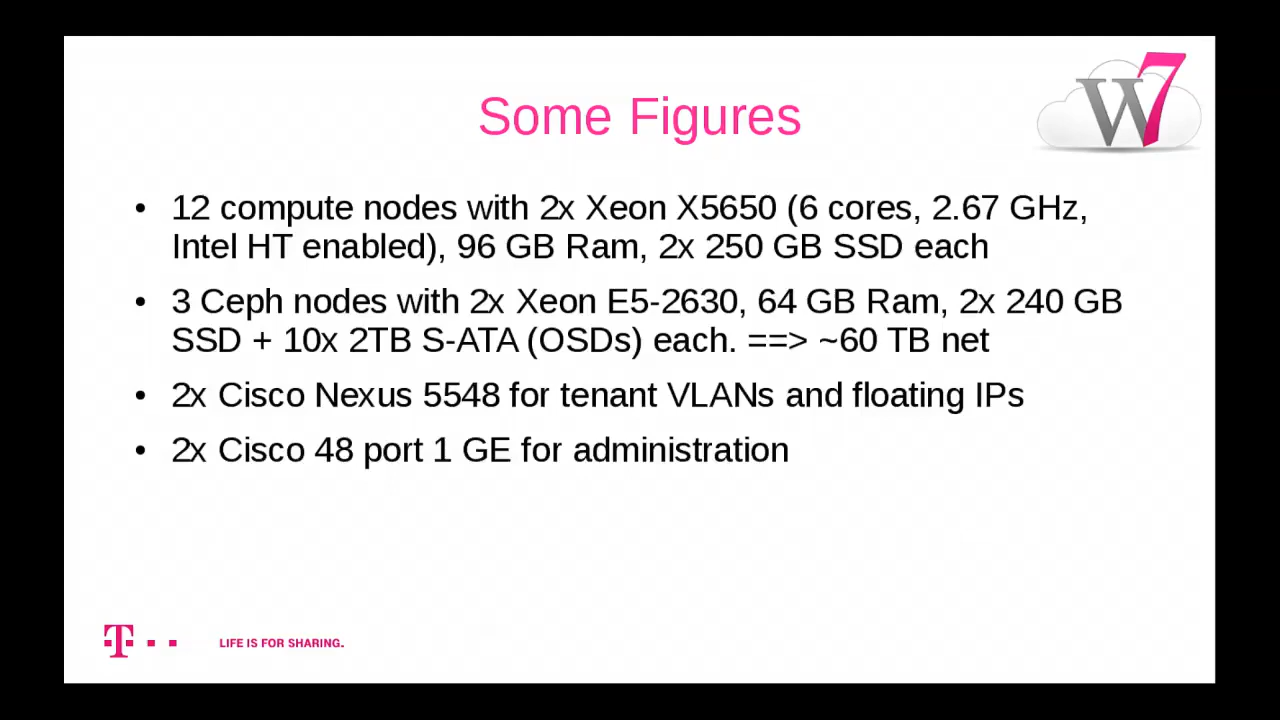 W7
Some Figures
• 12 compute nodes with 2x Xeon X5650 (6 cores, 2.67 GHz,
Intel HT enabled), 96 GB Ram, 2x 250 GB SSD each
• 3 Ceph nodes with 2x Xeon E5-2630, 64 GB Ram, 2x 240 GB
SSD + 10x 2TB S-ATA (OSDs) each. ==> ~60 TB net
• 2x Cisco Nexus 5548 for tenant VLANs and floating IPs
• 2x Cisco 48 port 1 GE for administration
T LIFE IS FOR SHARING.